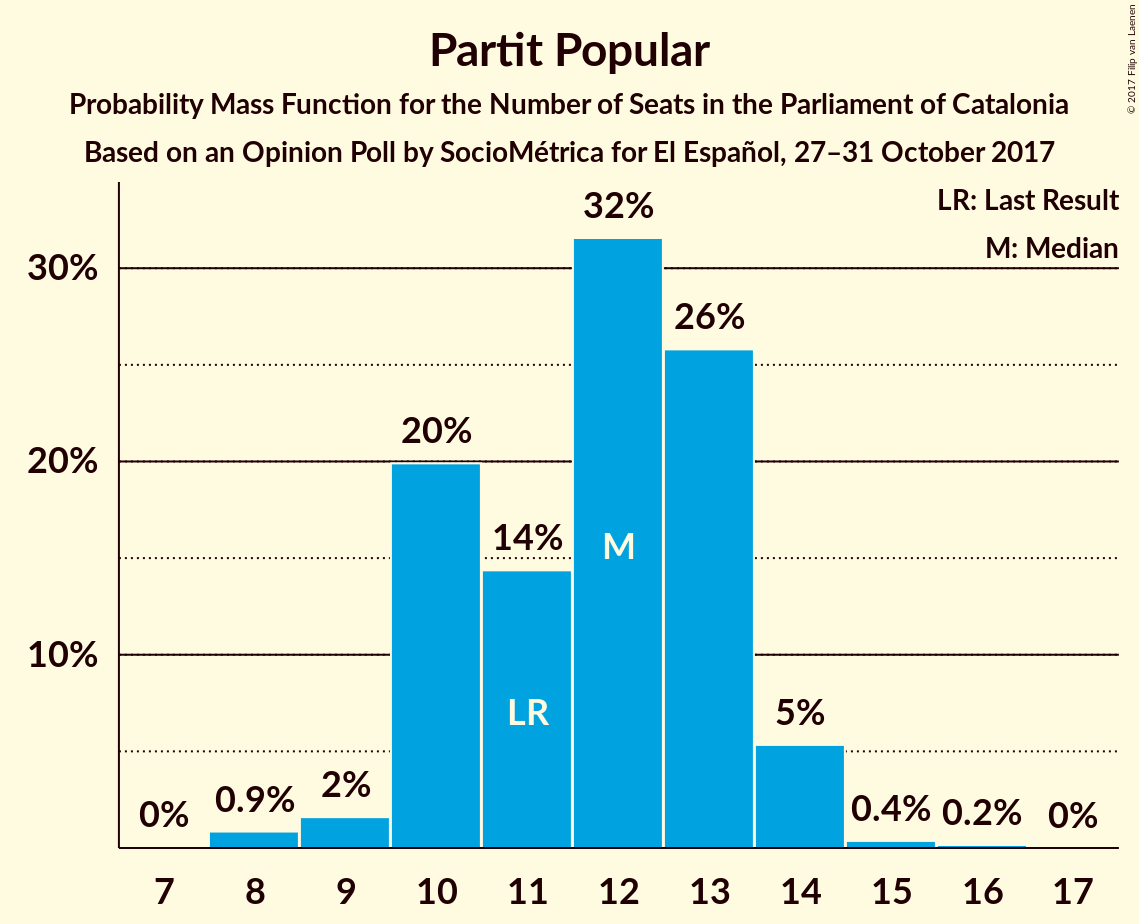 Partit Popular
Probability Mass Function for the Number of Seats in the Parliament of Catalonia
Based on an Opinion Poll by SocioMétrica for El Español, 27–31 October 2017
© 2017 Filip van Laenen
LR: Last Result
M: Median
30%
20%
10%
0%
0.9%
2%
20%
14%
32%
26%
5%
0.4%
0.2%
0%
LR
M
7 8 9 10 11 12 13 14 15 16 17